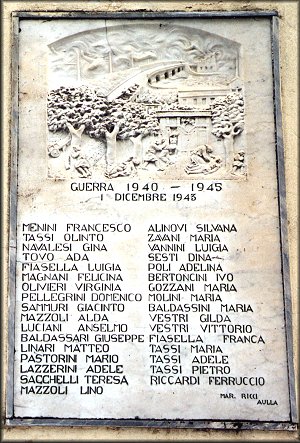 GUERRA 1940 - 1945
1 DICEMBRE 1943
MENINI FRANCESCO
TASSI OLINTO
NAVALESI GINA
TOVO ADA
FIASELLA LUIGIA
MAGNANI FELICINA
OLIVIERI VIRGINIA
PELLEGRINI DOMENICO
SAMMURI GIACINTO
MAZZOLI ALDA
LUCIANI ANSELMO
BALDASSARI GIUSEPPE
LINARI MATTEO
PASTORINI MARIO
LAZZERINI ADELE
SACCHELLI TERESA
MAZZOLI LINO
ALINOVI SILVANA
ZAVANI MARIA
VANNINI LUIGIA
SESTI DINA
POLI ADELINA
BERTONCINI IVO
GOZZANI MARIA
MOLINI MARIA
BALDASSINI MARIA
VESTRI GILDA
VESTRI VITTORIO
FIASELLA FRANCA
TASSI MARIA
TASSI ADELE
TASSI PIETRO
RICCARDI FERRUCCIO
MAR. RICCI
AULLA